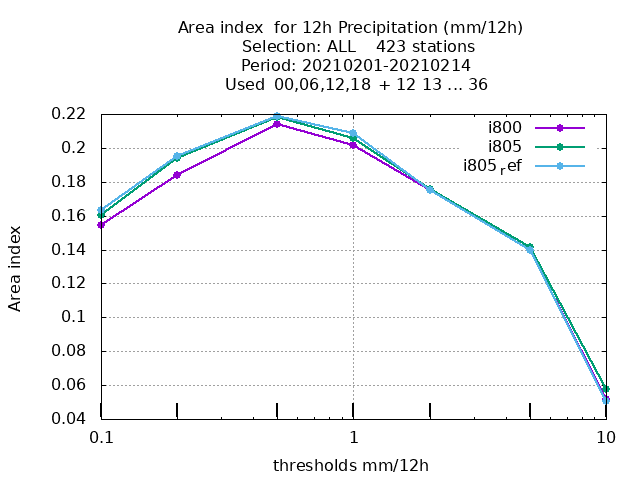 Area index  for 12h Precipitation (mm/12h)
Selection: ALL    423 stations
Period: 20210201-20210214
Used  00,06,12,18  + 12 13 ... 36
i800
i805
i805ref
0.22
0.2
0.18
0.16
0.14
0.12
0.1
0.08
0.06
0.04
Area index
0.1 1 10
thresholds mm/12h